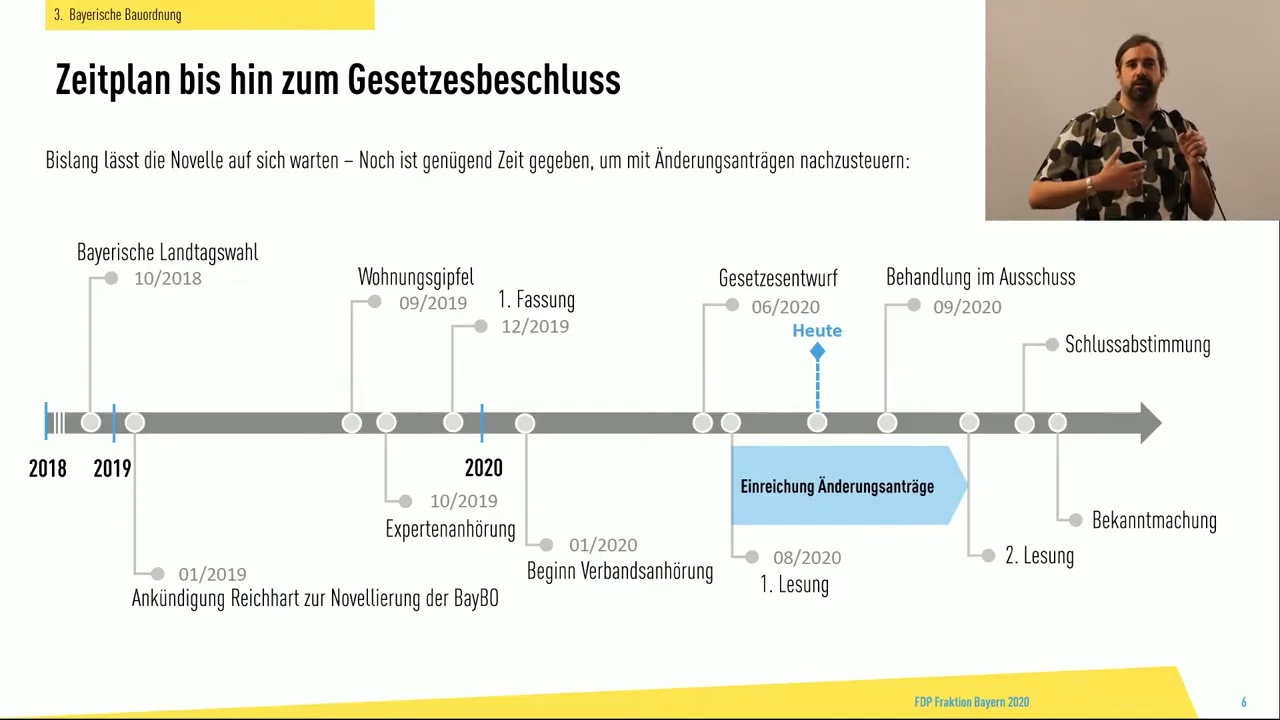 3. Bayerische Bauordnung
Zeitplan bis hin zum Gesetzesbeschluss
Bislang lässt die Novelle auf sich warten – Noch ist genügend Zeit gegeben, um mit Änderungsanträgen nachzusteuern:
Bayerische Landtagswahl
10/2018
Wohnungsgipfel
09/2019
1. Fassung
12/2019
Gesetzesentwurf
06/2020
Heute
Behandlung im Ausschuss
09/2020
Schlussabstimmung
2018
2019
2020
Einreichung Änderungsanträge
10/2019
Expertenanhörung
01/2020
Beginn Verbandsanhörung
08/2020
1. Lesung
Bekanntmachung
2. Lesung
01/2019
Ankündigung Reichhart zur Novellierung der BayBO
FDP Fraktion Bayern 2020
6